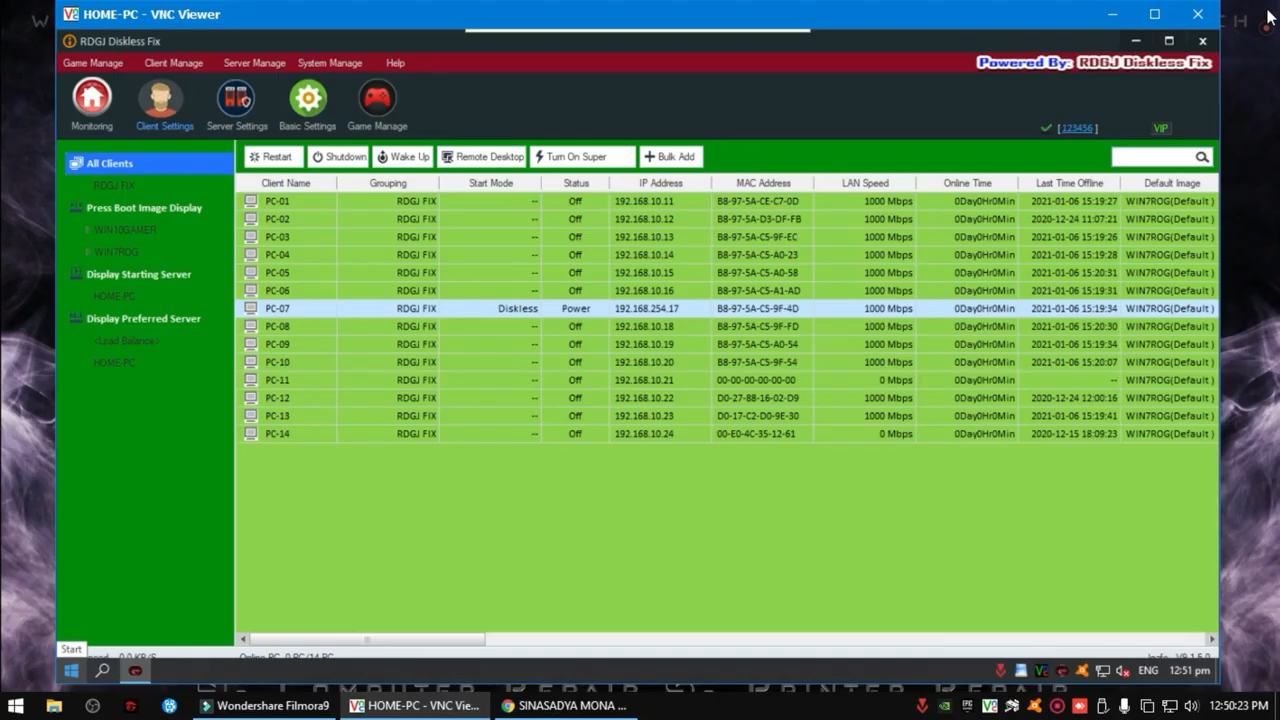 HOME-PC - VNC Viewer
RDGJ Diskless Fix
Game Manage Client Manage Server Manage System Manage Help
Powered By: RDGJ Diskless Fix
Monitoring Client Settings Server Settings Basic Settings Game Manage
[123456] VIP
All Clients
RDGJ FIX
Press Boot Image Display
WIN10GAMER
WIN7ROG
Display Starting Server
HOME-PC
Display Preferred Server
<Load Balance>
HOME-PC
Restart Shutdown Wake Up Remote Desktop Turn On Super Bulk Add
Client Name Grouping Start Mode Status IP Address MAC Address LAN Speed Online Time Last Time Offline Default Image
PC-01 RDGJ FIX -- Off 192.168.10.11 B8-97-5A-CE-C7-0D 1000 Mbps 0Day0Hr0Min 2021-01-06 15:19:27 WIN7ROG(Default )
PC-02 RDGJ FIX -- Off 192.168.10.12 B8-97-5A-D3-DF-FB 1000 Mbps 0Day0Hr0Min 2020-12-24 11:07:21 WIN7ROG(Default )
PC-03 RDGJ FIX -- Off 192.168.10.13 B8-97-5A-C5-9F-EC 1000 Mbps 0Day0Hr0Min 2021-01-06 15:19:26 WIN7ROG(Default )
PC-04 RDGJ FIX -- Off 192.168.10.14 B8-97-5A-C5-A0-23 1000 Mbps 0Day0Hr0Min 2021-01-06 15:19:28 WIN7ROG(Default )
PC-05 RDGJ FIX -- Off 192.168.10.15 B8-97-5A-C5-A0-58 1000 Mbps 0Day0Hr0Min 2021-01-06 15:20:31 WIN7ROG(Default )
PC-06 RDGJ FIX -- Off 192.168.10.16 B8-97-5A-C5-A1-AD 1000 Mbps 0Day0Hr0Min 2021-01-06 15:19:31 WIN7ROG(Default )
PC-07 RDGJ FIX Diskless Power 192.168.254.17 B8-97-5A-C5-9F-4D 1000 Mbps 0Day0Hr0Min 2021-01-06 15:19:34 WIN7ROG(Default )
PC-08 RDGJ FIX -- Off 192.168.10.18 B8-97-5A-C5-9F-FD 1000 Mbps 0Day0Hr0Min 2021-01-06 15:20:30 WIN7ROG(Default )
PC-09 RDGJ FIX -- Off 192.168.10.19 B8-97-5A-C5-A0-54 1000 Mbps 0Day0Hr0Min 2021-01-06 15:19:34 WIN7ROG(Default )
PC-10 RDGJ FIX -- Off 192.168.10.20 B8-97-5A-C5-9F-54 1000 Mbps 0Day0Hr0Min 2021-01-06 15:20:07 WIN7ROG(Default )
PC-11 RDGJ FIX -- Off 192.168.10.21 00-00-00-00-00-00 0 Mbps 0Day0Hr0Min -- WIN7ROG(Default )
PC-12 RDGJ FIX -- Off 192.168.10.22 D0-27-88-16-02-D9 1000 Mbps 0Day0Hr0Min 2020-12-24 12:00:16 WIN7ROG(Default )
PC-13 RDGJ FIX -- Off 192.168.10.23 D0-17-C2-D0-9E-30 1000 Mbps 0Day0Hr0Min 2021-01-06 15:19:41 WIN7ROG(Default )
PC-14 RDGJ FIX -- Off 192.168.10.24 00-E0-4C-35-12-61 0 Mbps 0Day0Hr0Min 2020-12-15 18:09:23 WIN7ROG(Default )
Start
ENG 12:51 pm
Wondershare Filmora9 HOME-PC - VNC Vie... SINASADYA MONA ... 12:50:23 PM